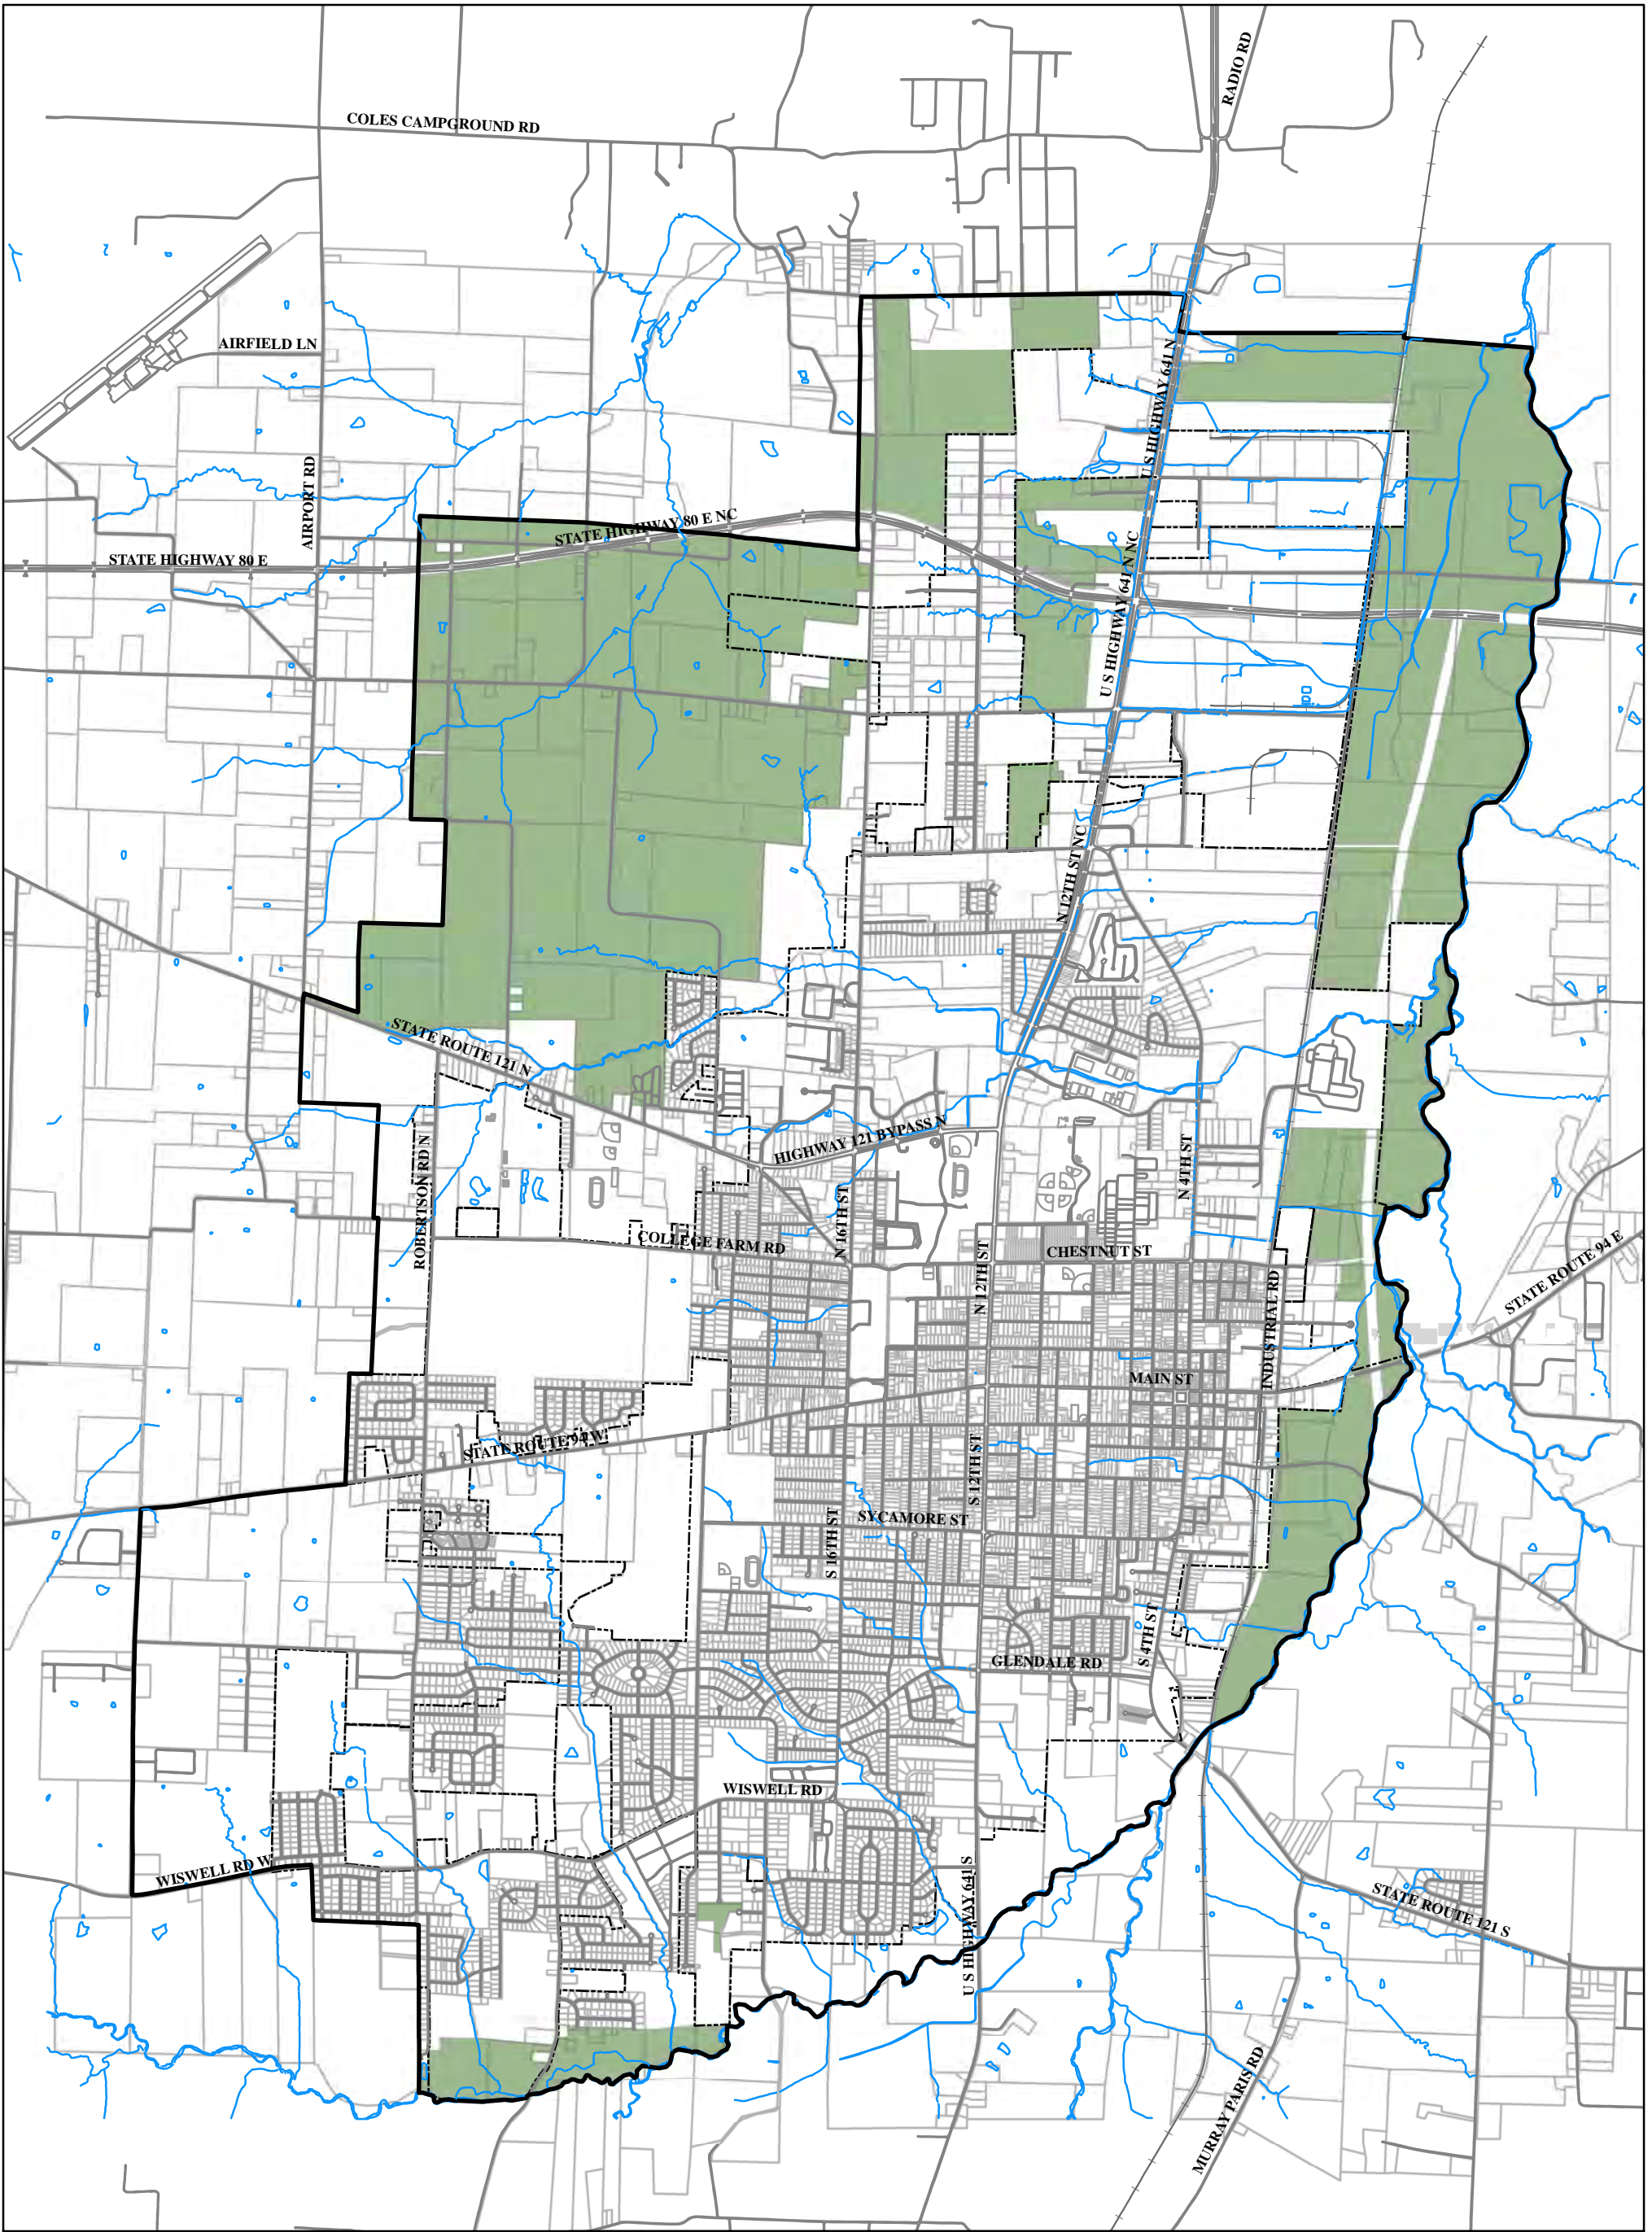 RADIO RD
COLES CAMPGROUND RD
AIRFIELD LN
U S HIGHWAY 641 N
AIRPORT RD
STATE HIGHWAY 80 E NC
STATE HIGHWAY 80 E
U S HIGHWAY 641 N NC
N 12TH ST NC
STATE ROUTE 121 N
HIGHWAY 121 BYPASS N
ROBERTSON RD N
N 4TH ST
N 16TH ST
COLLEGE FARM RD
CHESTNUT ST
N 12TH ST
STATE ROUTE 94 E
INDUSTRIAL RD
MAIN ST
STATE ROUTE 94 W
S 12TH ST
SYCAMORE ST
S 16TH ST
S 4TH ST
GLENDALE RD
WISWELL RD
WISWELL RD W
U S HIGHWAY 641 S
STATE ROUTE 121 S
MURRAY PARIS RD